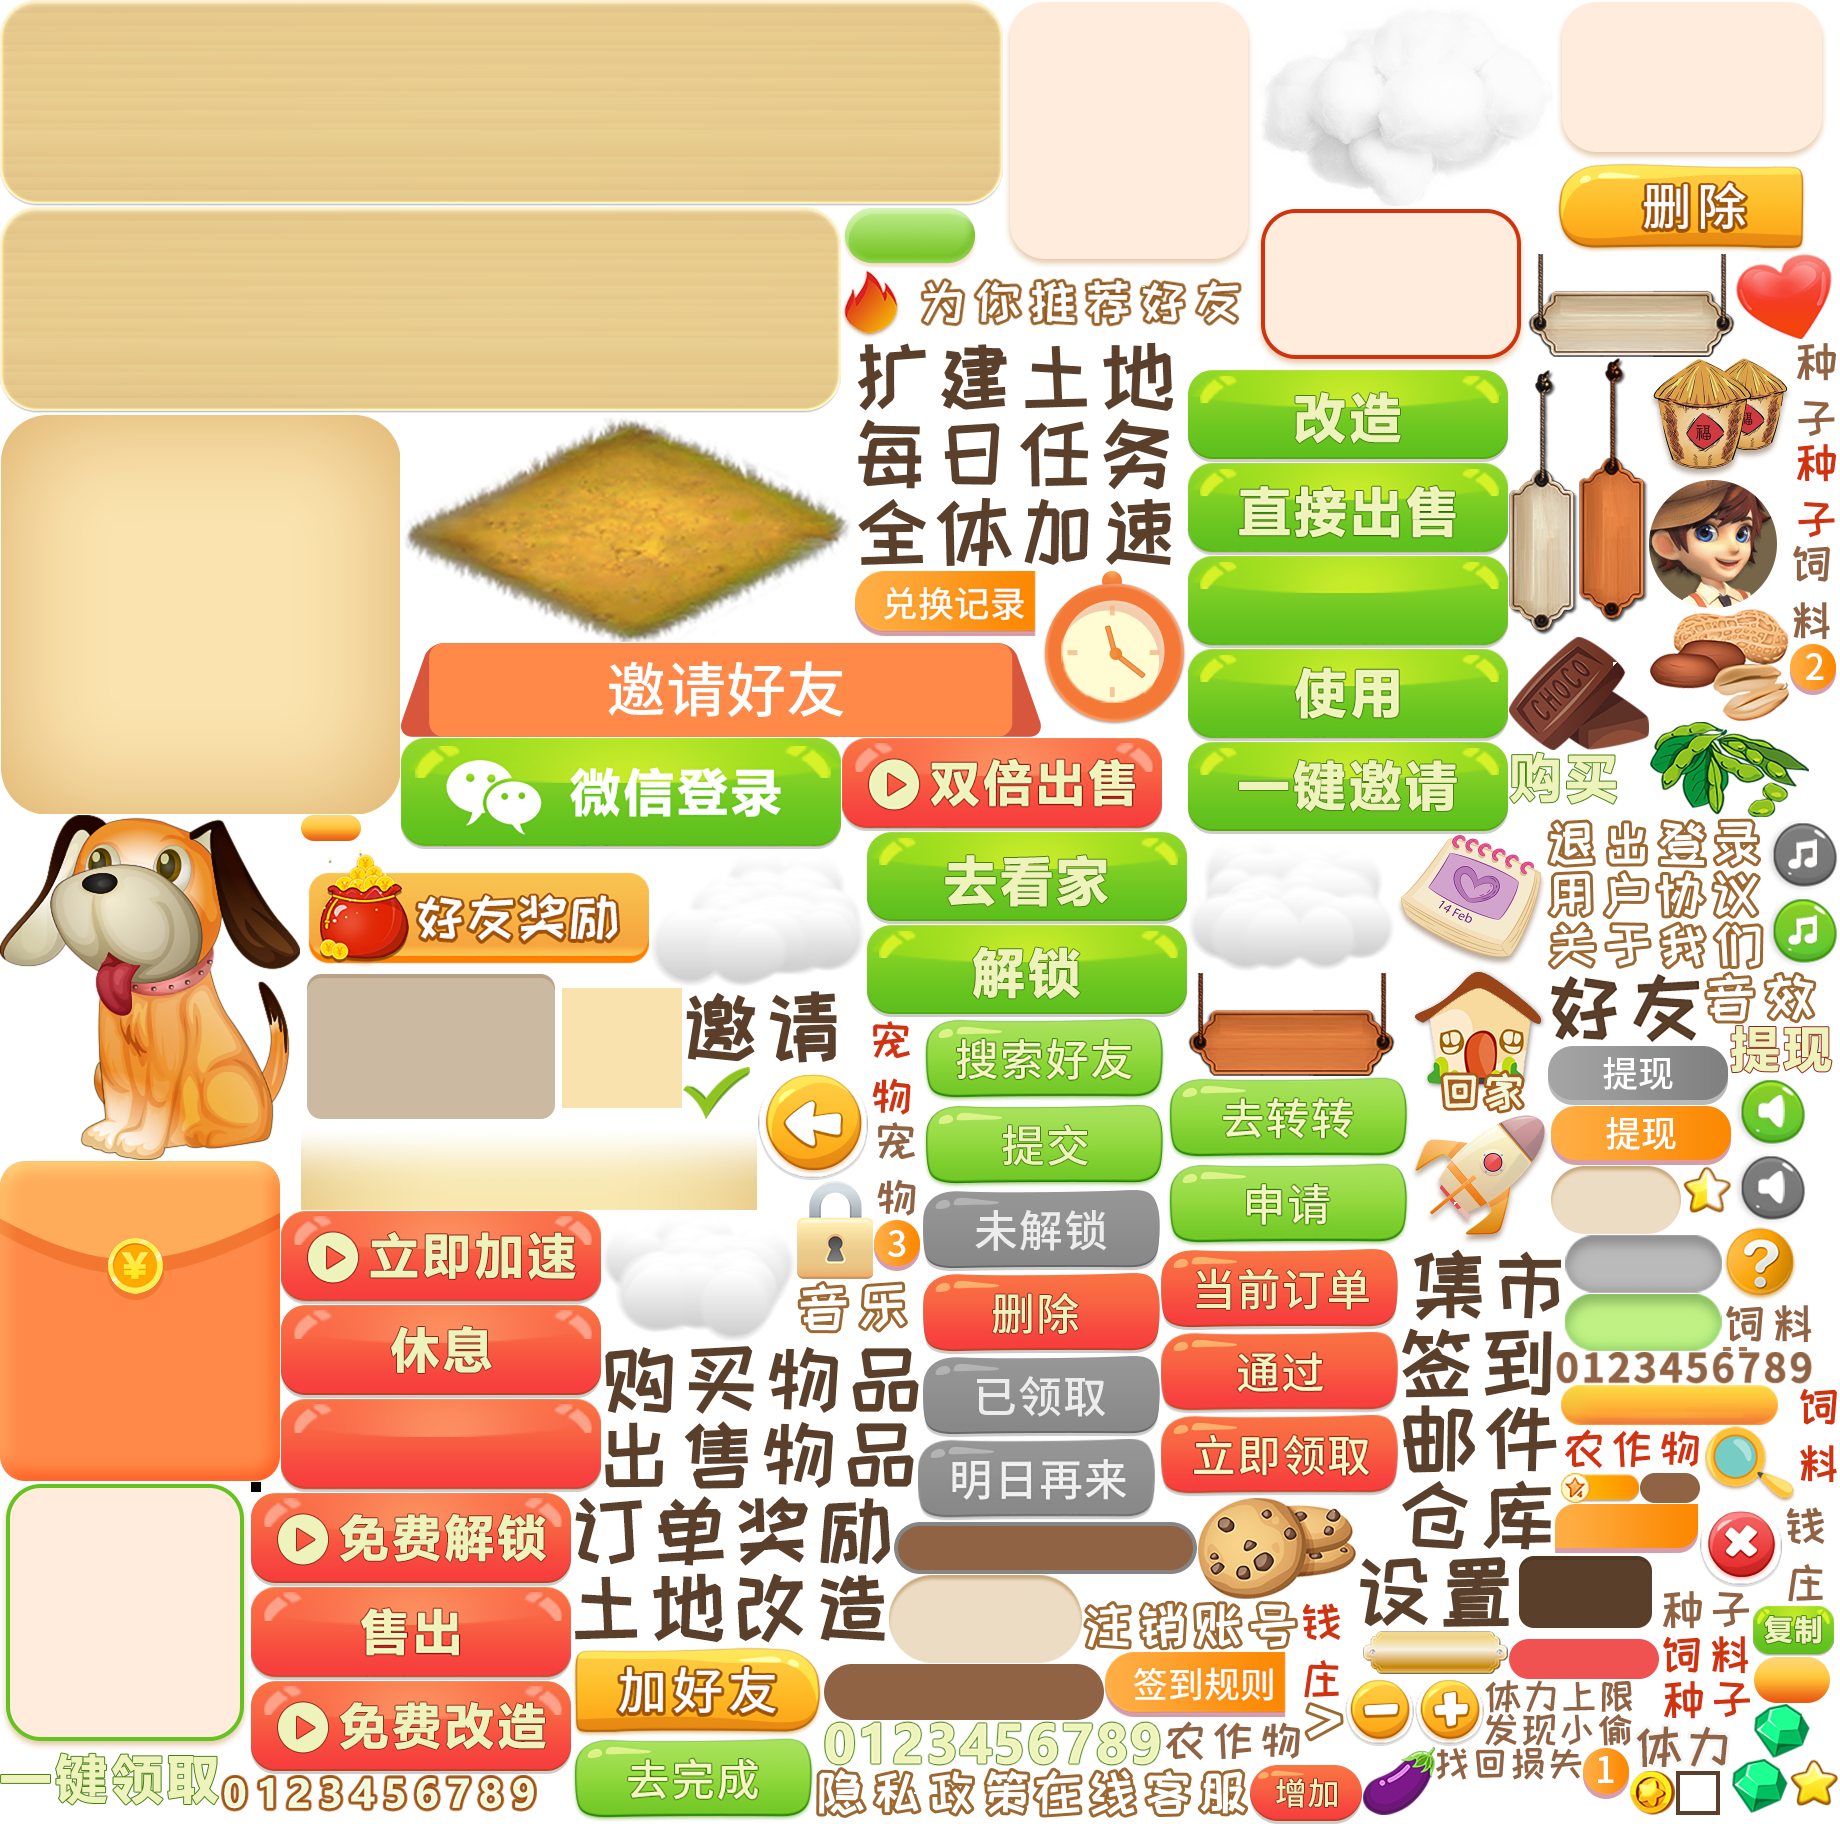 删除
为你推荐好友
扩建土地
每日任务
全体加速
改造
直接出售
使用
一键邀请
种子
种子
饲料
福
福
兑换记录
邀请好友
CHOCO
2
购买
微信登录
双倍出售
去看家
解锁
好友奖励
14 Feb
退出登录
用户协议
关于我们
好友
音效
提现
提现
提现
回家
邀请
宠物
宠物
搜索好友
提交
去转转
申请
未解锁
¥
3
音乐
立即加速
休息
删除
当前订单
通过
已领取
立即领取
明日再来
集市
签到
邮件
仓库
设置
饲料
0123456789
饲料
农作物
钱庄
购买物品
出售物品
订单奖励
土地改造
免费解锁
售出
免费改造
注销账号
钱庄
种子
饲料
种子
复制
加好友
签到规则
体力上限
发现小偷
找回损失
1
体力
0123456789
农作物
>
去完成
隐私政策
在线客服
增加
一键领取
0123456789